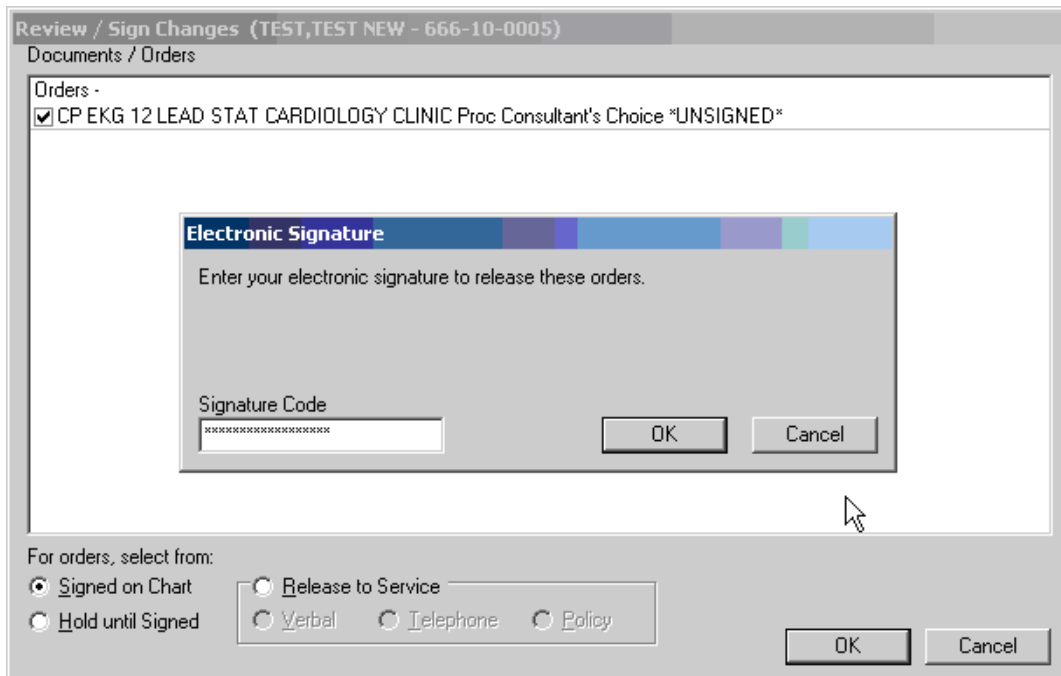 Review / Sign Changes (TEST,TEST NEW - 666-10-0005)
Documents / Orders
Orders -
CP EKG 12 LEAD STAT CARDIOLOGY CLINIC Proc Consultant's Choice *UNSIGNED*
Electronic Signature
Enter your electronic signature to release these orders.
Signature Code
******************
OK Cancel
For orders, select from:
Signed on Chart Release to Service
Hold until Signed Verbal Telephone Policy
OK Cancel